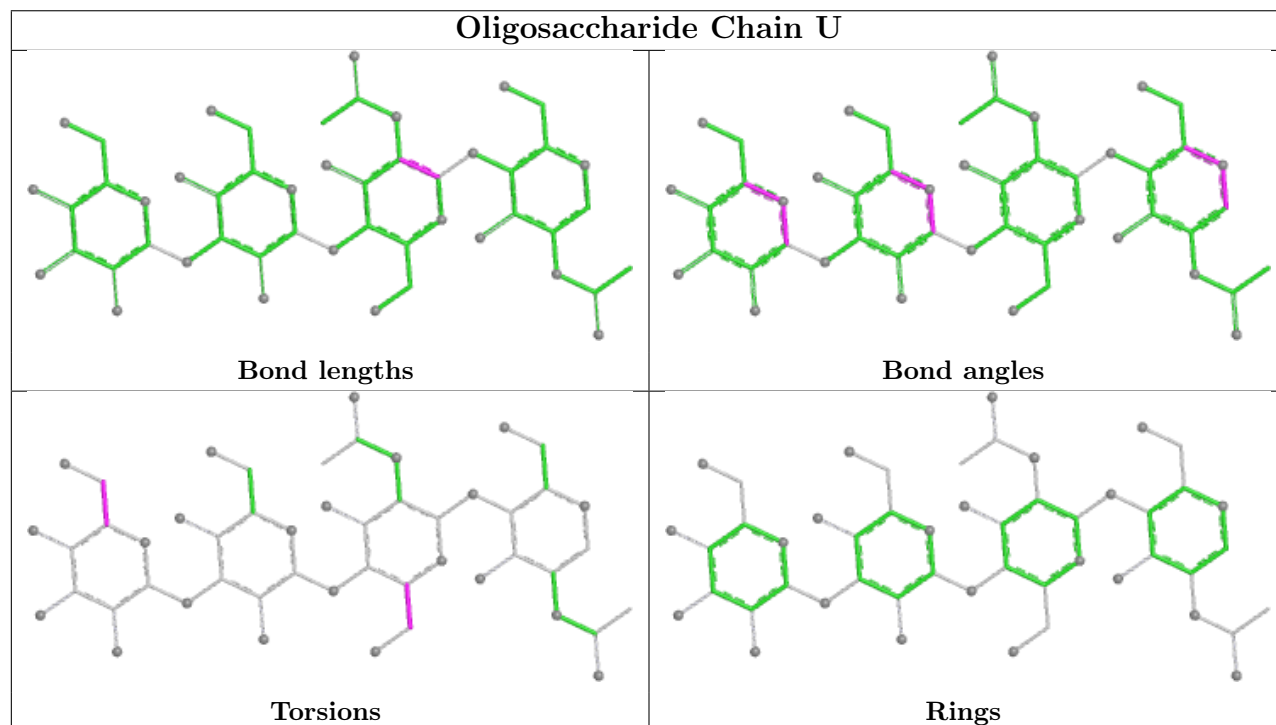 Oligosaccharide Chain U
Bond lengths
Bond angles
Torsions
Rings